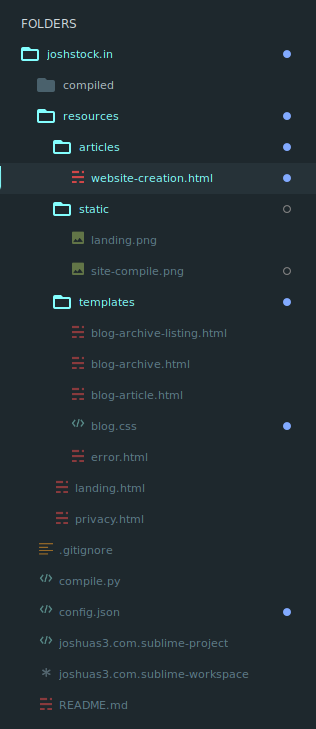 FOLDERS
joshstock.in
compiled
resources
articles
website-creation.html
static
landing.png
site-compile.png
templates
blog-archive-listing.html
blog-archive.html
blog-article.html
blog.css
error.html
landing.html
privacy.html
.gitignore
compile.py
config.json
joshuas3.com.sublime-project
joshuas3.com.sublime-workspace
README.md